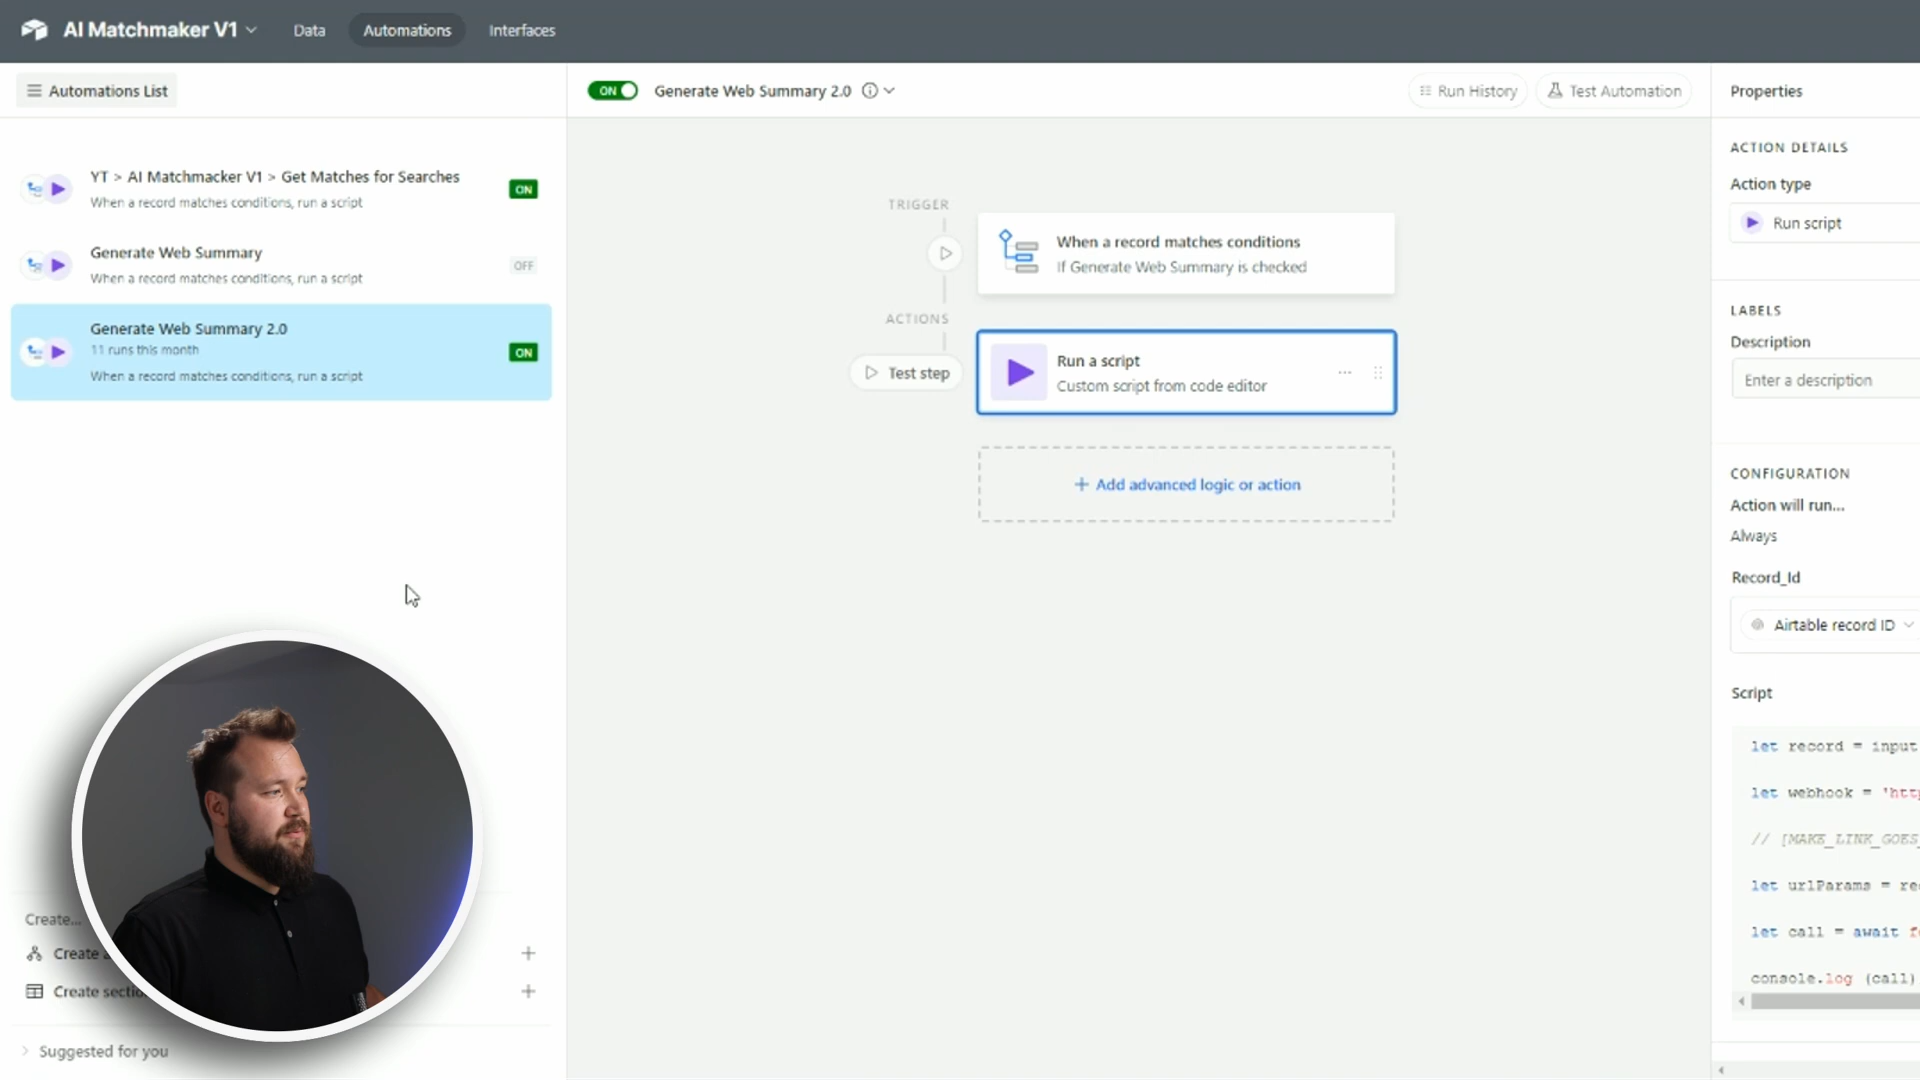 AI Matchmaker V1
Data
Automations
Interfaces
Automations List
ON
Generate Web Summary 2.0
Run History
Test Automation
Properties
YT > AI Matchmacker V1 > Get Matches for Searches
When a record matches conditions, run a script
ON
Generate Web Summary
When a record matches conditions, run a script
OFF
Generate Web Summary 2.0
11 runs this month
When a record matches conditions, run a script
ON
TRIGGER
When a record matches conditions
If Generate Web Summary is checked
ACTIONS
Test step
Run a script
Custom script from code editor
Add advanced logic or action
ACTION DETAILS
Action type
Run script
LABELS
Description
Enter a description
CONFIGURATION
Action will run...
Always
Record_Id
Airtable record ID
Script
let record = input
let webhook = 'http
// [MAKE_LINK_GOES_
let urlParams = re
let call = await f
console.log (call)
Create...
Create
Create sectio
Suggested for you